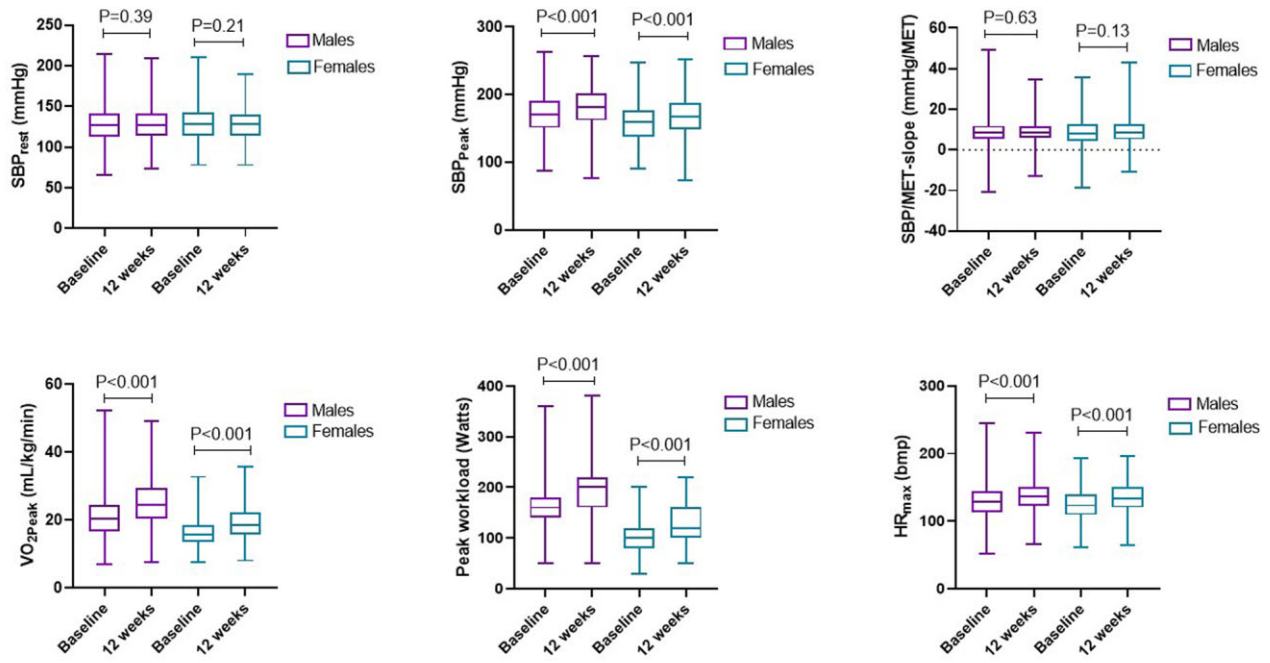 P=0.39
P=0.21
Males
Females
SBPrest (mmHg)
250
200
150
100
50
0
Baseline
12 weeks
Baseline
12 weeks
P<0.001
P<0.001
Males
Females
SBPPeak (mmHg)
300
200
100
0
Baseline
12 weeks
Baseline
12 weeks
P=0.63
P=0.13
Males
Females
SBP/MET-slope (mmHg/MET)
60
40
20
0
-20
-40
Baseline
12 weeks
Baseline
12 weeks
P<0.001
P<0.001
Males
Females
VO2Peak (mL/kg/min)
60
40
20
0
Baseline
12 weeks
Baseline
12 weeks
P<0.001
P<0.001
Males
Females
Peak workload (Watts)
400
300
200
100
0
Baseline
12 weeks
Baseline
12 weeks
P<0.001
P<0.001
Males
Females
HRmax (bmp)
300
200
100
0
Baseline
12 weeks
Baseline
12 weeks